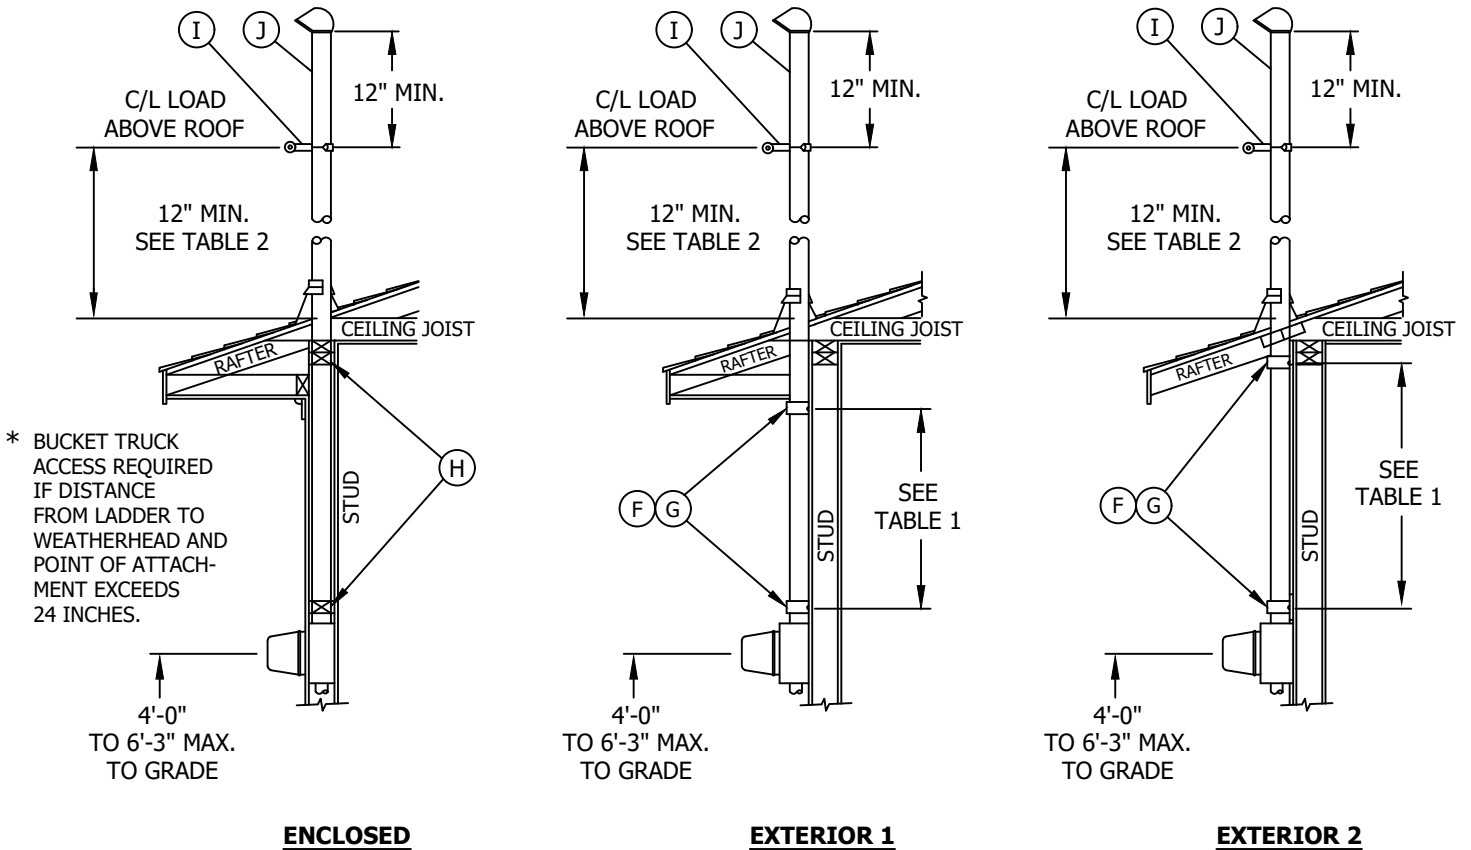 I J
12" MIN.
C/L LOAD
ABOVE ROOF
12" MIN.
SEE TABLE 2
CEILING JOIST
RAFTER
* BUCKET TRUCK
ACCESS REQUIRED
IF DISTANCE
FROM LADDER TO
WEATHERHEAD AND
POINT OF ATTACH-
MENT EXCEEDS
24 INCHES.
H
STUD
4'-0"
TO 6'-3" MAX.
TO GRADE
ENCLOSED
I J
12" MIN.
C/L LOAD
ABOVE ROOF
12" MIN.
SEE TABLE 2
CEILING JOIST
RAFTER
F G
SEE
TABLE 1
STUD
4'-0"
TO 6'-3" MAX.
TO GRADE
EXTERIOR 1
I J
12" MIN.
C/L LOAD
ABOVE ROOF
12" MIN.
SEE TABLE 2
CEILING JOIST
RAFTER
F G
SEE
TABLE 1
STUD
4'-0"
TO 6'-3" MAX.
TO GRADE
EXTERIOR 2